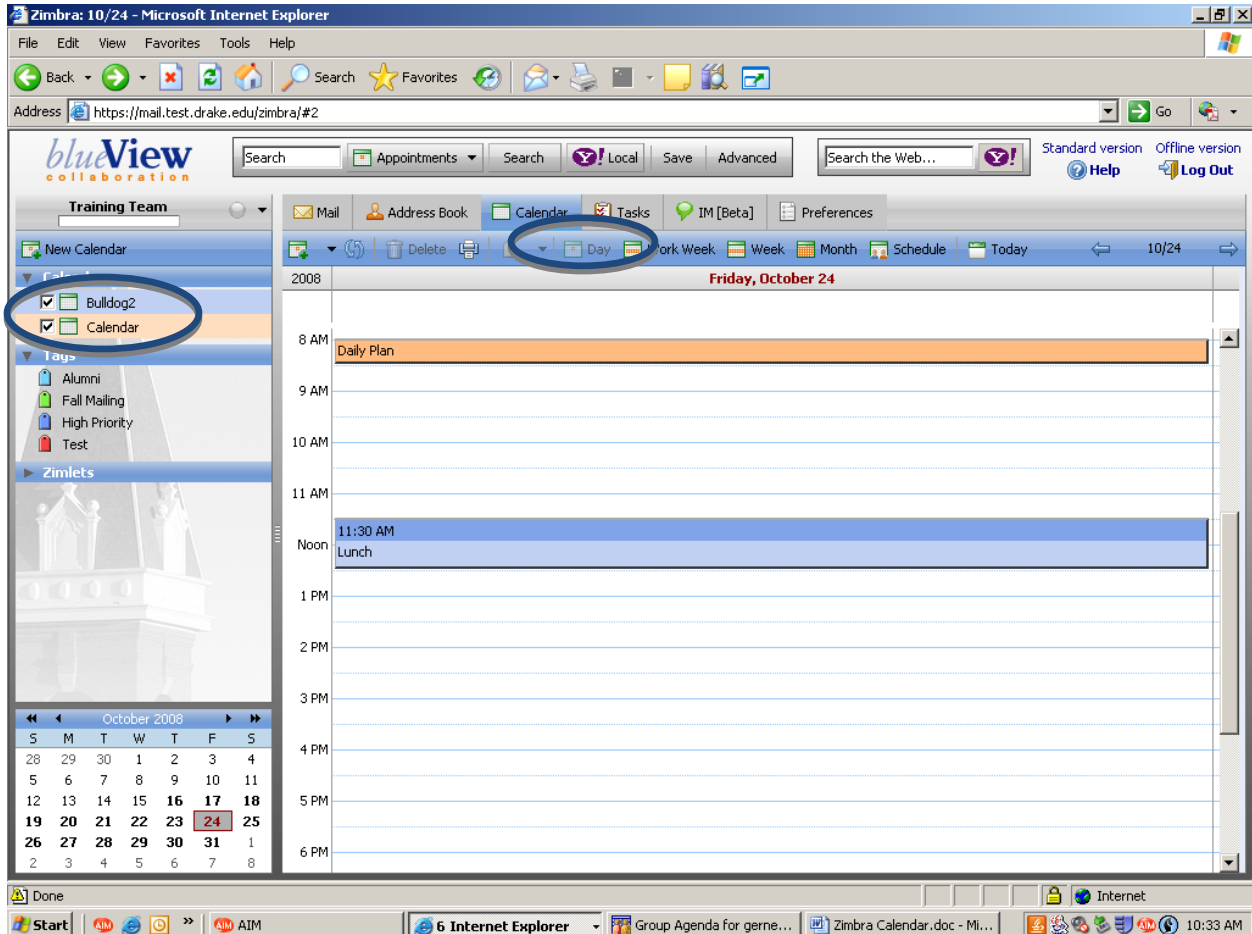 Zimbra: 10/24 - Microsoft Internet Explorer
File Edit View Favorites Tools Help
Back Search Favorites
Address https://mail.test.drake.edu/zimbra/#2 Go
blueView
collaboration
Search Appointments Search Y! Local Save Advanced Search the Web... Y! Standard version Offline version
Help Log Out
Training Team Mail Address Book Calendar Tasks IM [Beta] Preferences
New Calendar Delete Day Work Week Week Month Schedule Today 10/24
2008 Friday, October 24
Bulldog2
Calendar
Tags
Alumni
Fall Mailing
High Priority
Test
Zimlets
8 AM
Daily Plan
9 AM
10 AM
11 AM
11:30 AM
Noon
Lunch
1 PM
2 PM
3 PM
4 PM
5 PM
6 PM
October 2008
S M T W T F S
28 29 30 1 2 3 4
5 6 7 8 9 10 11
12 13 14 15 16 17 18
19 20 21 22 23 24 25
26 27 28 29 30 31 1
2 3 4 5 6 7 8
Done Internet
Start AIM 6 Internet Explorer Group Agenda for gerne... Zimbra Calendar.doc - Mi... 10:33 AM